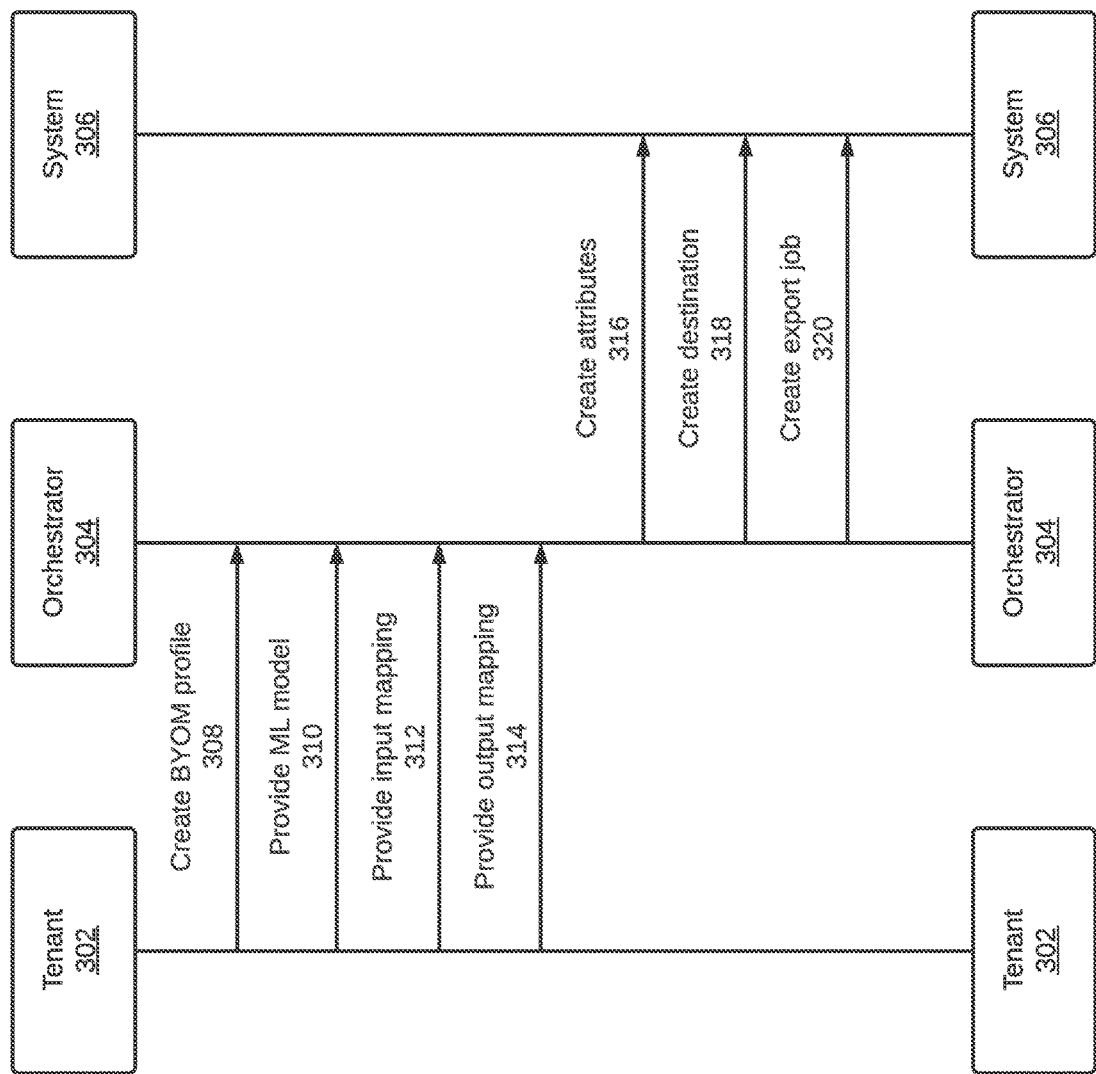 Tenant
302
Orchestrator
304
System
306
Create BYOM profile
308
Provide ML model
310
Provide input mapping
312
Provide output mapping
314
Create attributes
316
Create destination
318
Create export job
320
Tenant
302
Orchestrator
304
System
306